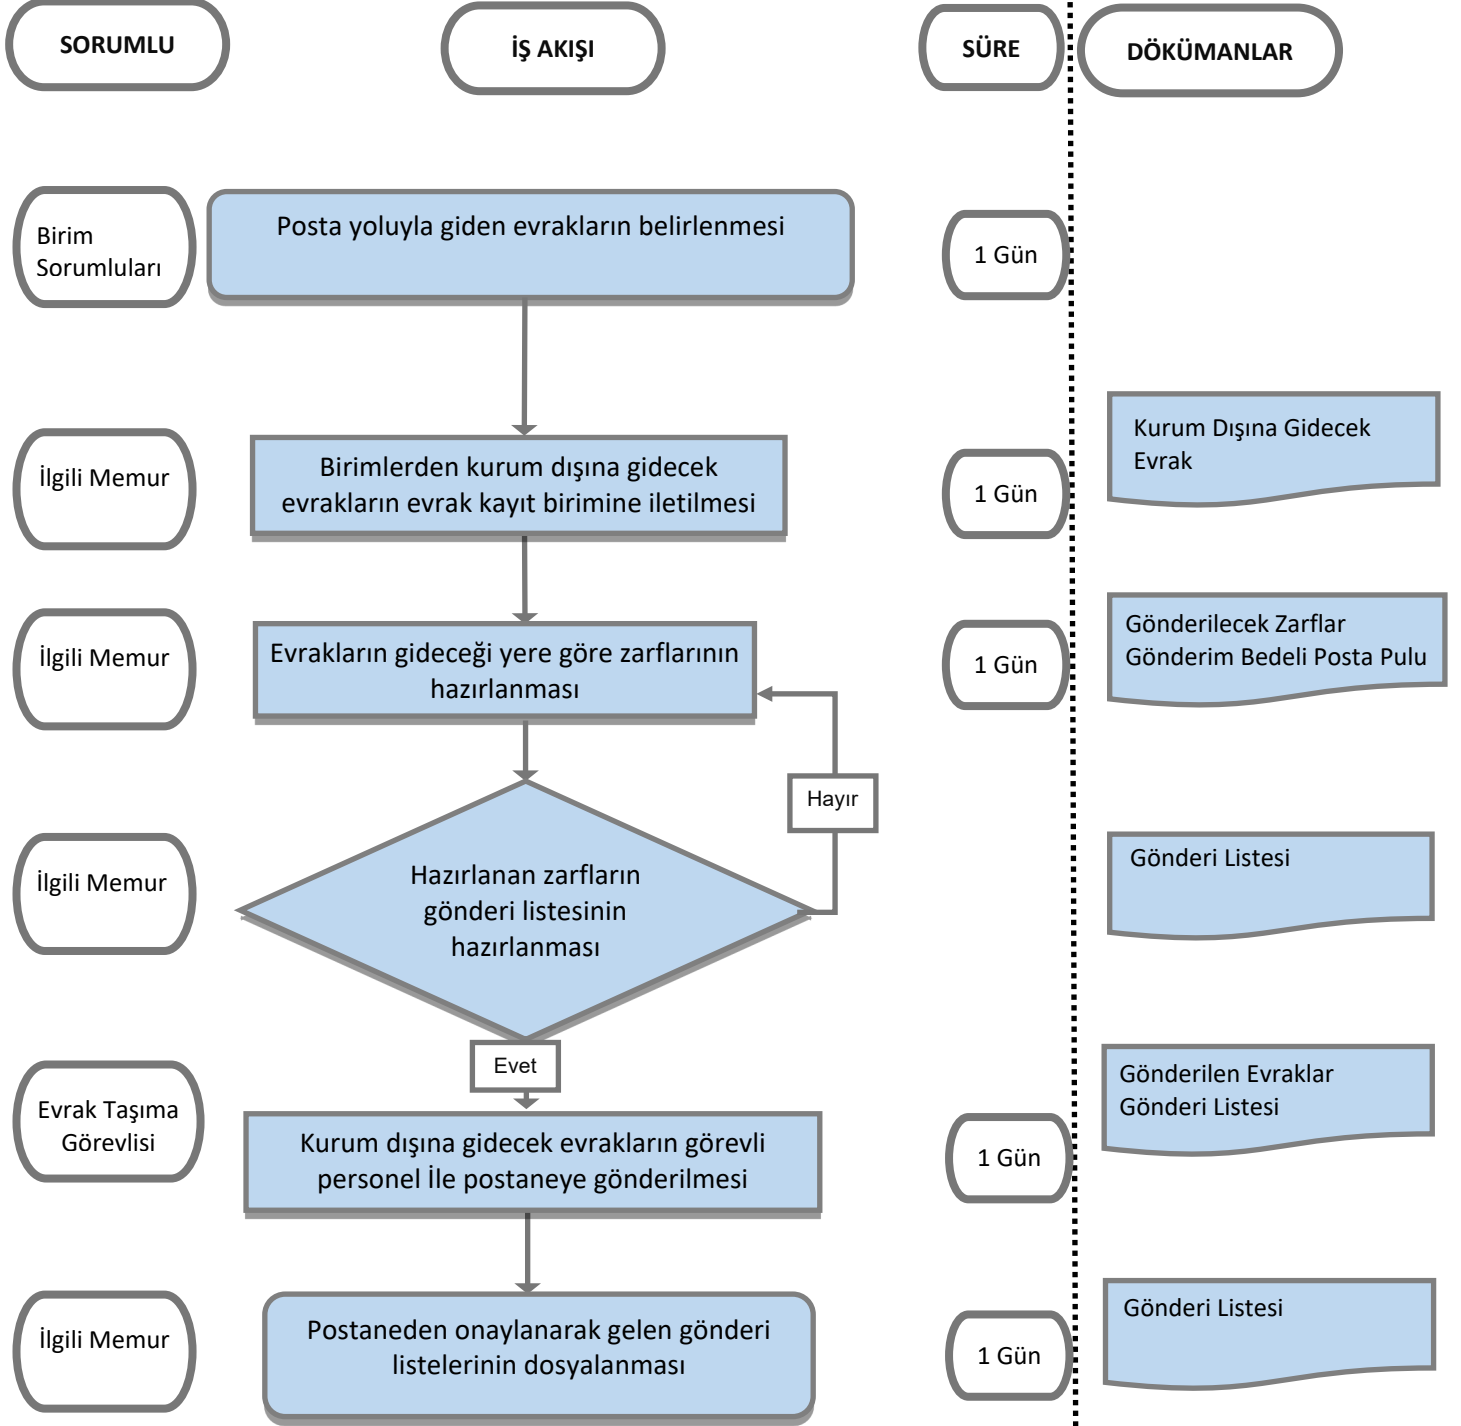 SORUMLU
İŞ AKIŞI
SÜRE
DÖKÜMANLAR
Birim
Sorumluları
Posta yoluyla giden evrakların belirlenmesi
1 Gün
İlgili Memur
Birimlerden kurum dışına gidecek
evrakların evrak kayıt birimine iletilmesi
1 Gün
Kurum Dışına Gidecek
Evrak
İlgili Memur
Evrakların gideceği yere göre zarflarının
hazırlanması
1 Gün
Gönderilecek Zarflar
Gönderim Bedeli Posta Pulu
Hayır
İlgili Memur
Hazırlanan zarfların
gönderi listesinin
hazırlanması
Gönderi Listesi
Evet
Evrak Taşıma
Görevlisi
Kurum dışına gidecek evrakların görevli
personel İle postaneye gönderilmesi
1 Gün
Gönderilen Evraklar
Gönderi Listesi
İlgili Memur
Postaneden onaylanarak gelen gönderi
listelerinin dosyalanması
1 Gün
Gönderi Listesi